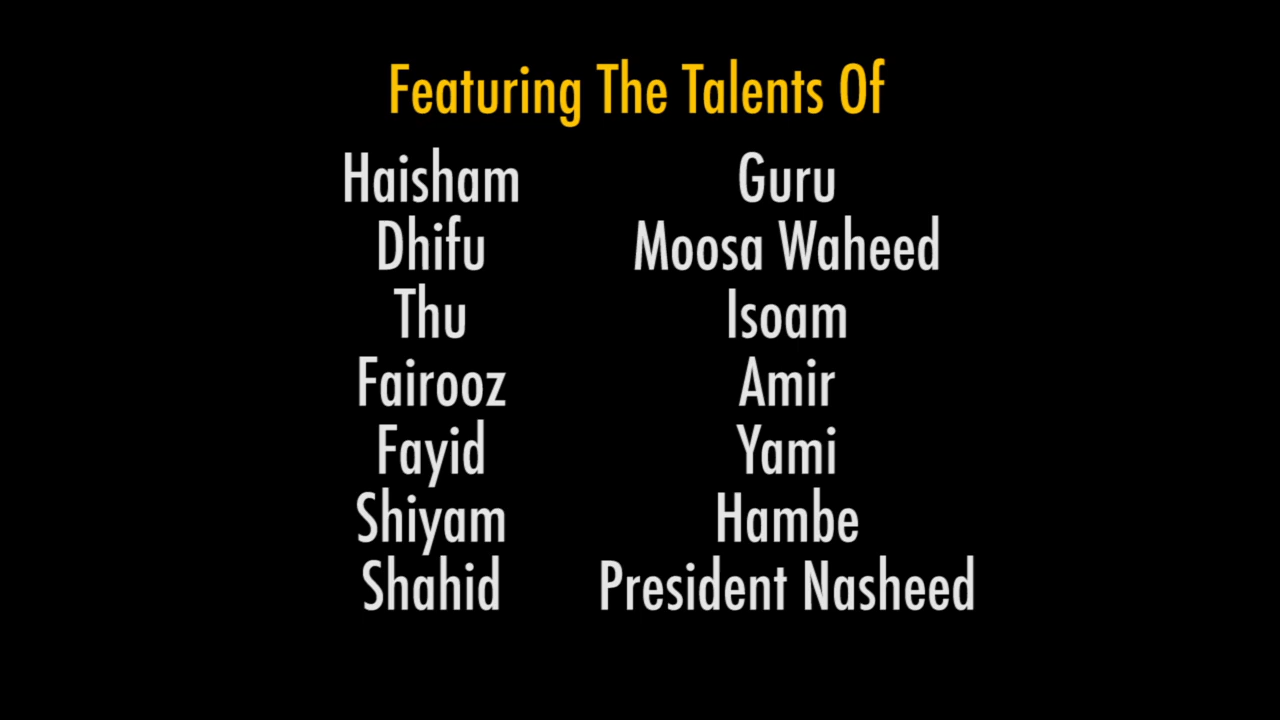 Featuring The Talents Of
Haisham Guru
Dhifu Moosa Waheed
Thu Isoam
Fairooz Amir
Fayid Yami
Shiyam Hambe
Shahid President Nasheed